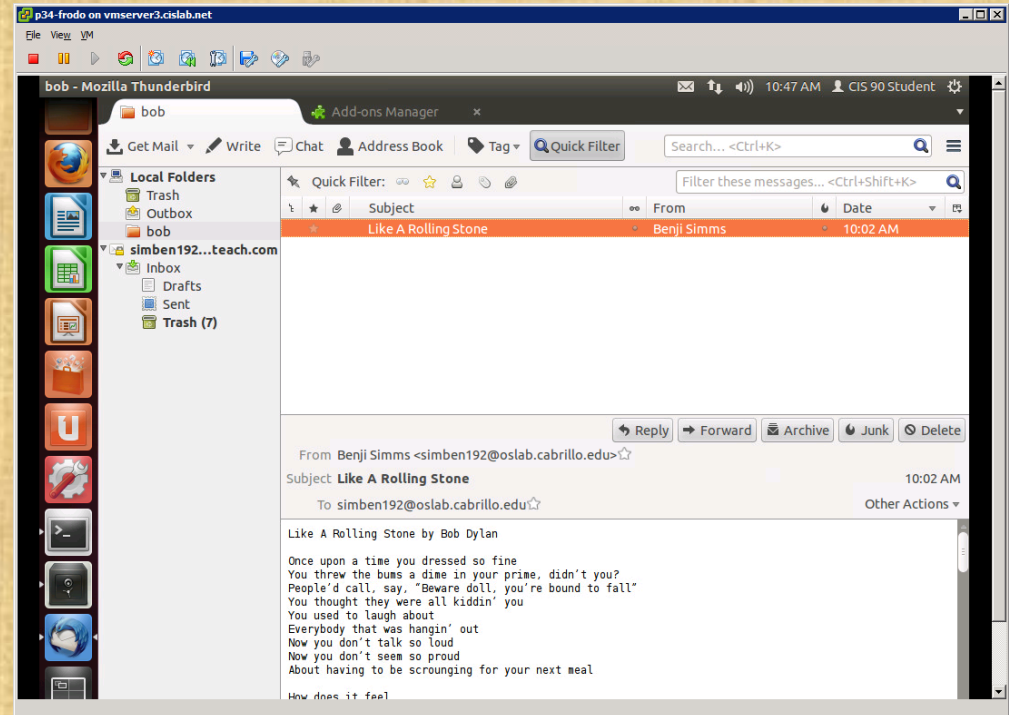 p34-frodo on vmserver3.cislab.net
File View VM
bob - Mozilla Thunderbird
10:47 AM CIS 90 Student
bob
Add-ons Manager ×
Get Mail Write Chat Address Book Tag Quick Filter Search... <Ctrl+K>
Local Folders
Trash
Outbox
bob
simben192...teach.com
Inbox
Drafts
Sent
Trash (7)
Quick Filter: Filter these messages... <Ctrl+Shift+K>
Subject From Date
Like A Rolling Stone Benji Simms 10:02 AM
Reply Forward Archive Junk Delete
From Benji Simms <simben192@oslab.cabrillo.edu>
Subject Like A Rolling Stone 10:02 AM
To simben192@oslab.cabrillo.edu Other Actions
Like A Rolling Stone by Bob Dylan
Once upon a time you dressed so fine
You threw the bums a dime in your prime, didn't you?
People'd call, say, "Beware doll, you're bound to fall"
You thought they were all kiddin' you
You used to laugh about
Everybody that was hangin' out
Now you don't talk so loud
Now you don't seem so proud
About having to be scrounging for your next meal
How does it feel